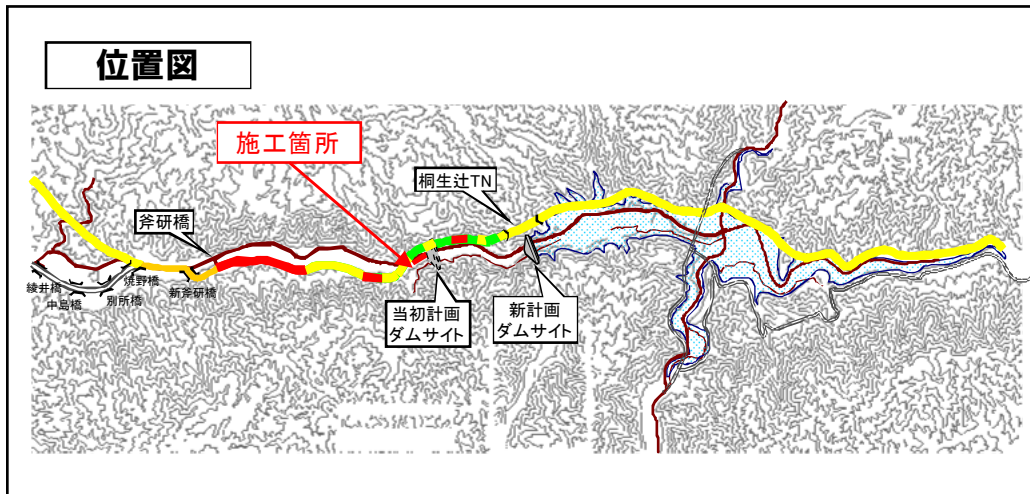 位置図
施工箇所
桐生辻TN
斧研橋
綾井橋
中島橋
別所橋
焼野橋
新斧研橋
当初計画
ダムサイト
新計画
ダムサイト